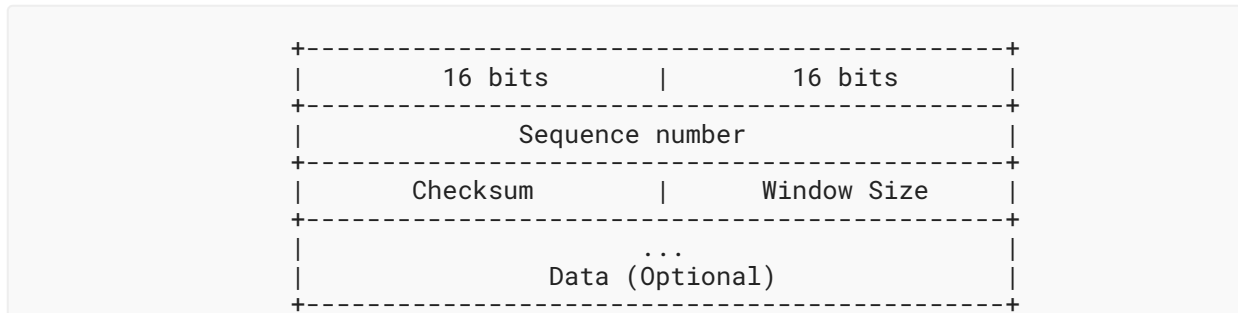 +----------------------------------------------+
| 16 bits | 16 bits |
+----------------------------------------------+
| Sequence number |
+----------------------------------------------+
| Checksum | Window Size |
+----------------------------------------------+
| ... |
| Data (Optional) |
+----------------------------------------------+